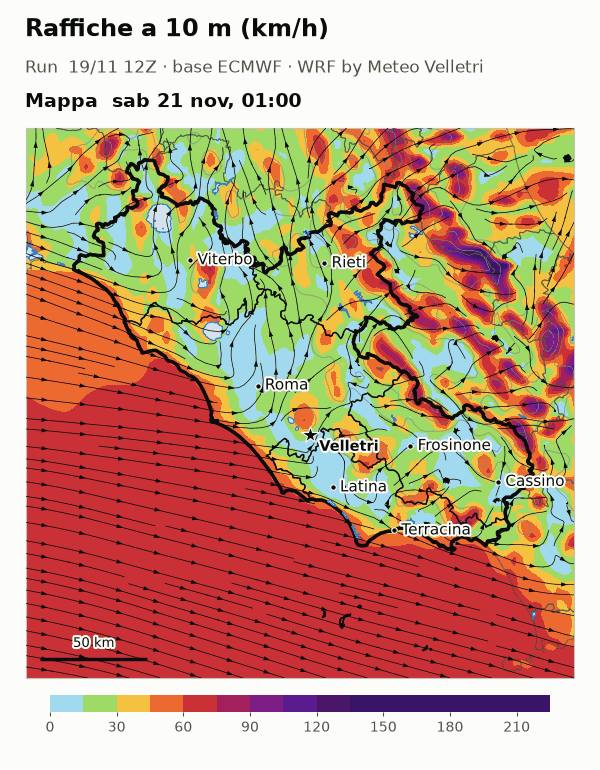 Raffiche a 10 m (km/h)
Run  19/11 12Z · base ECMWF · WRF by Meteo Velletri
Mappa  sab 21 nov, 01:00
Viterbo
Rieti
Roma
Velletri
Frosinone
Cassino
Latina
Terracina
50 km
0 30 60 90 120 150 180 210